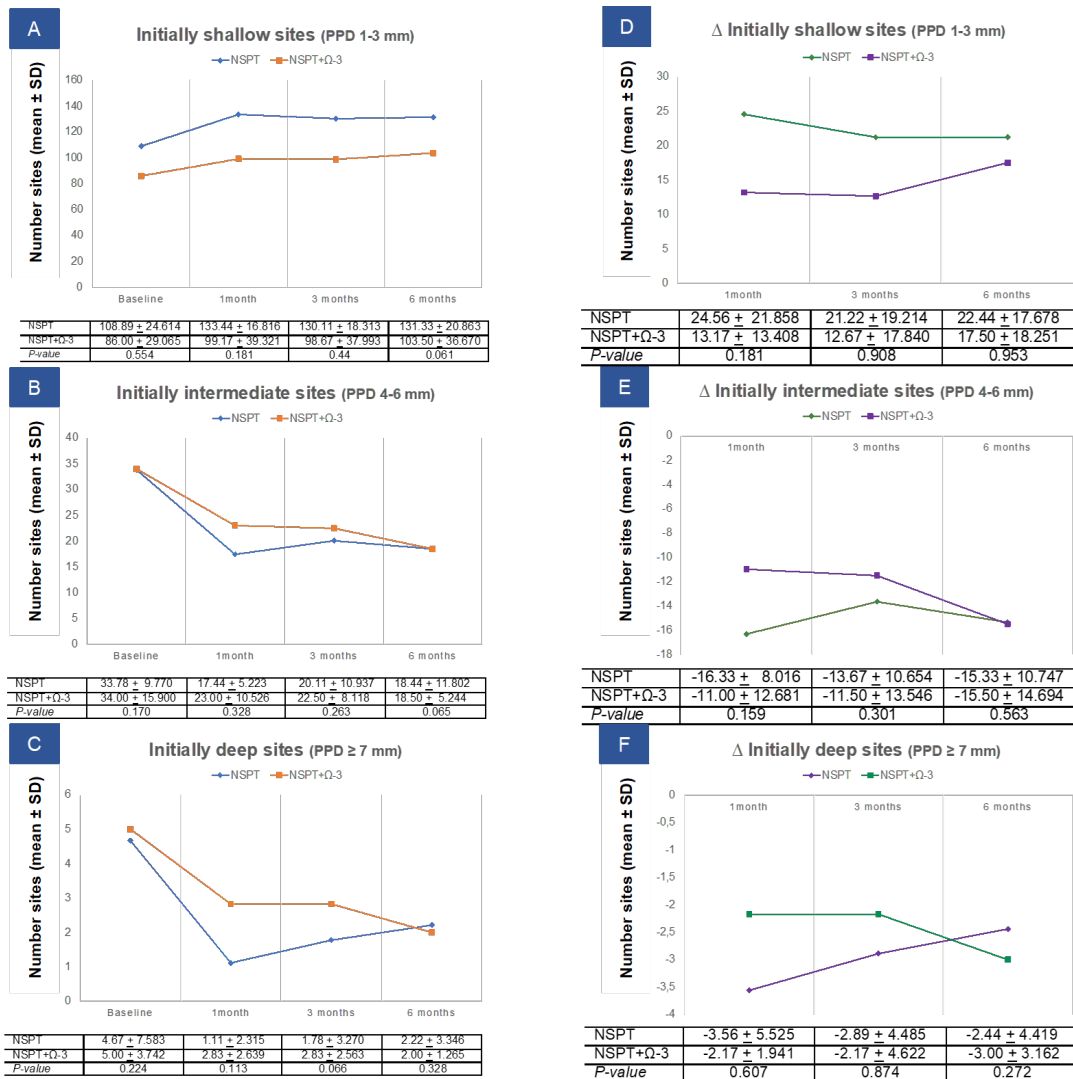 A
Initially shallow sites (PPD 1-3 mm)
NSPT NSPT+Ω-3
Number sites (mean ± SD)
160
140
120
100
80
60
40
20
0
Baseline 1month 3 months 6 months
NSPT 108.89 + 24.614 133.44 + 16.816 130.11 + 18.313 131.33 + 20.863
NSPT+Ω-3 86.00 + 29.065 99.17 + 39.321 98.67 + 37.993 103.50 + 36.670
P-value 0.554 0.181 0.44 0.061
B
Initially intermediate sites (PPD 4-6 mm)
NSPT NSPT+Ω-3
Number sites (mean ± SD)
40
35
30
25
20
15
10
5
0
Baseline 1month 3 months 6 months
NSPT 33.78 + 9.770 17.44 + 5.223 20.11 + 10.937 18.44 + 11.802
NSPT+Ω-3 34.00 + 15.900 23.00 + 10.526 22.50 + 8.118 18.50 + 5.244
P-value 0.170 0.328 0.263 0.065
C
Initially deep sites (PPD ≥ 7 mm)
NSPT NSPT+Ω-3
Number sites (mean ± SD)
6
5
4
3
2
1
0
Baseline 1month 3 months 6 months
NSPT 4.67 + 7.583 1.11 + 2.315 1.78 + 3.270 2.22 + 3.346
NSPT+Ω-3 5.00 + 3.742 2.83 + 2.639 2.83 + 2.563 2.00 + 1.265
P-value 0.224 0.113 0.066 0.328
D
Δ Initially shallow sites (PPD 1-3 mm)
NSPT NSPT+Ω-3
Number sites (mean ± SD)
30
25
20
15
10
5
0
1month 3 months 6 months
NSPT 24.56 + 21.858 21.22 + 19.214 22.44 + 17.678
NSPT+Ω-3 13.17 + 13.408 12.67 + 17.840 17.50 + 18.251
P-value 0.181 0.908 0.953
E
Δ Initially intermediate sites (PPD 4-6 mm)
NSPT NSPT+Ω-3
Number sites (mean ± SD)
0
-2
-4
-6
-8
-10
-12
-14
-16
-18
1month 3 months 6 months
NSPT -16.33 + 8.016 -13.67 + 10.654 -15.33 + 10.747
NSPT+Ω-3 -11.00 + 12.681 -11.50 + 13.546 -15.50 + 14.694
P-value 0.159 0.301 0.563
F
Δ Initially deep sites (PPD ≥ 7 mm)
NSPT NSPT+Ω-3
Number sites (mean ± SD)
0
-0,5
-1
-1,5
-2
-2,5
-3
-3,5
-4
1month 3 months 6 months
NSPT -3.56 + 5.525 -2.89 + 4.485 -2.44 + 4.419
NSPT+Ω-3 -2.17 + 1.941 -2.17 + 4.622 -3.00 + 3.162
P-value 0.607 0.874 0.272